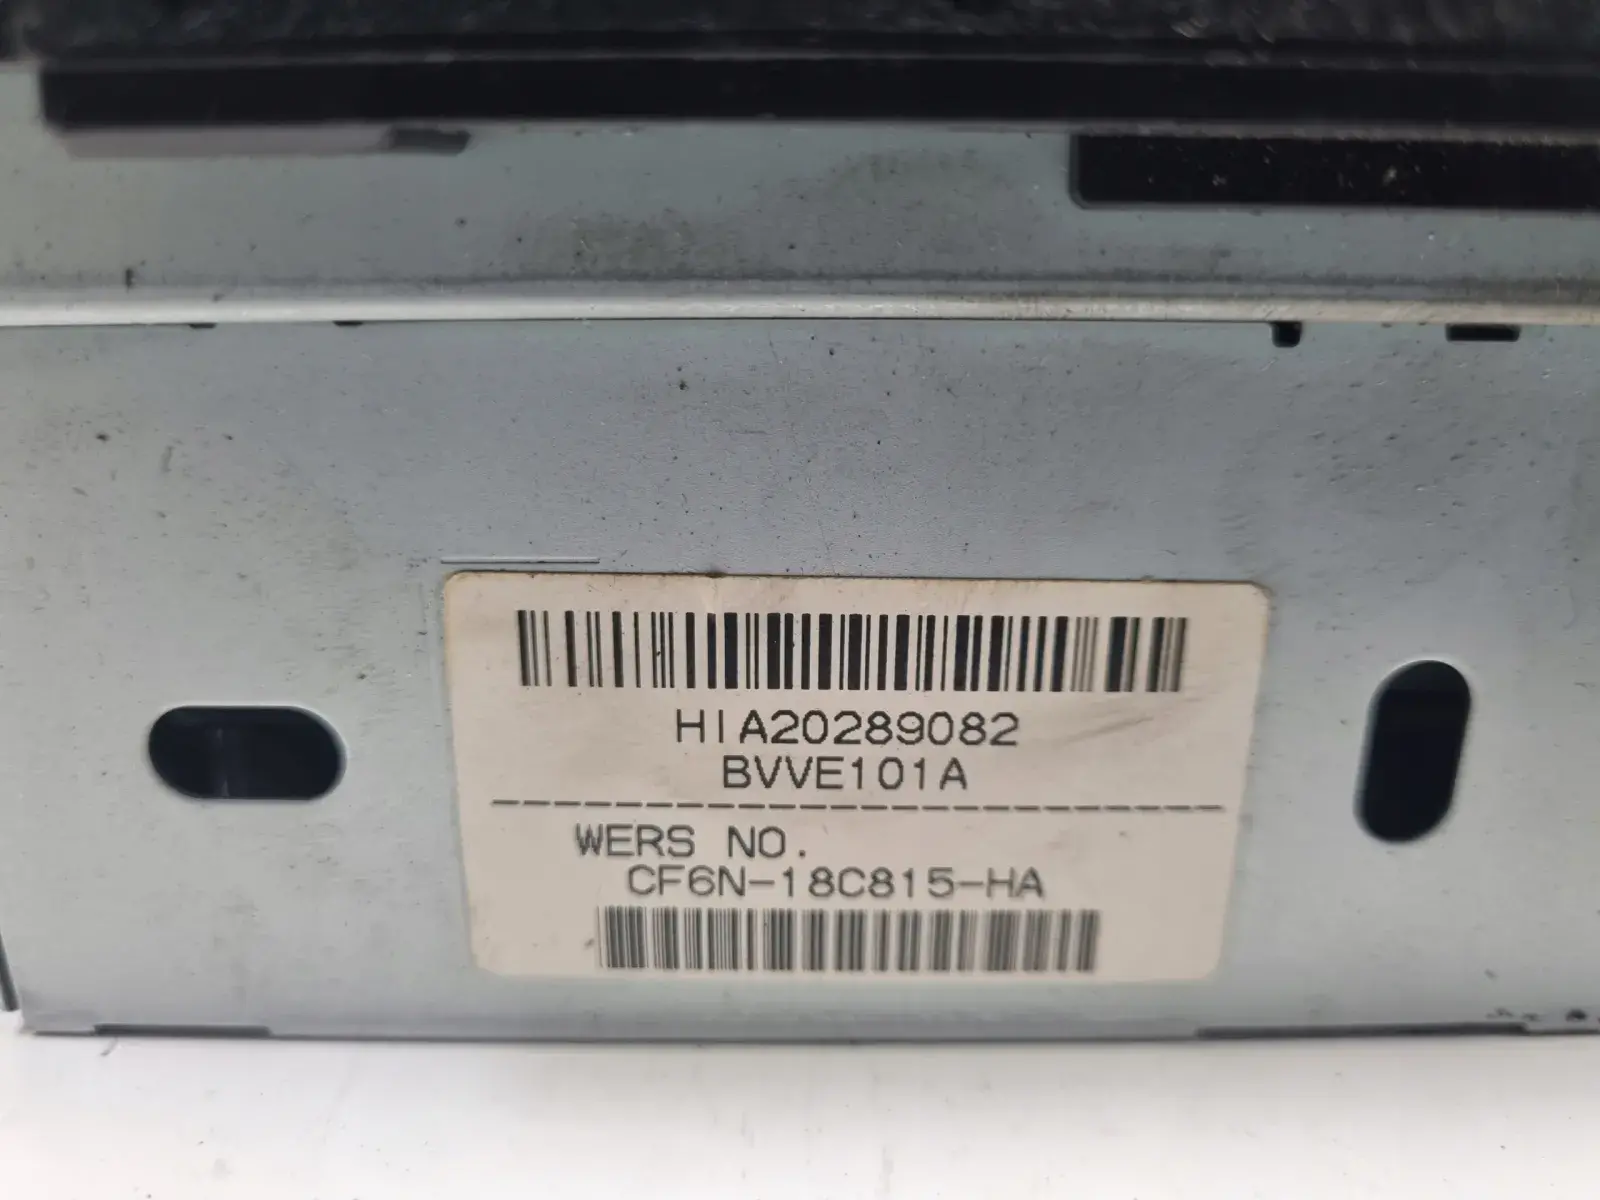 HIA20289082
BVVE101A
WERS NO.
CF6N-18C815-HA